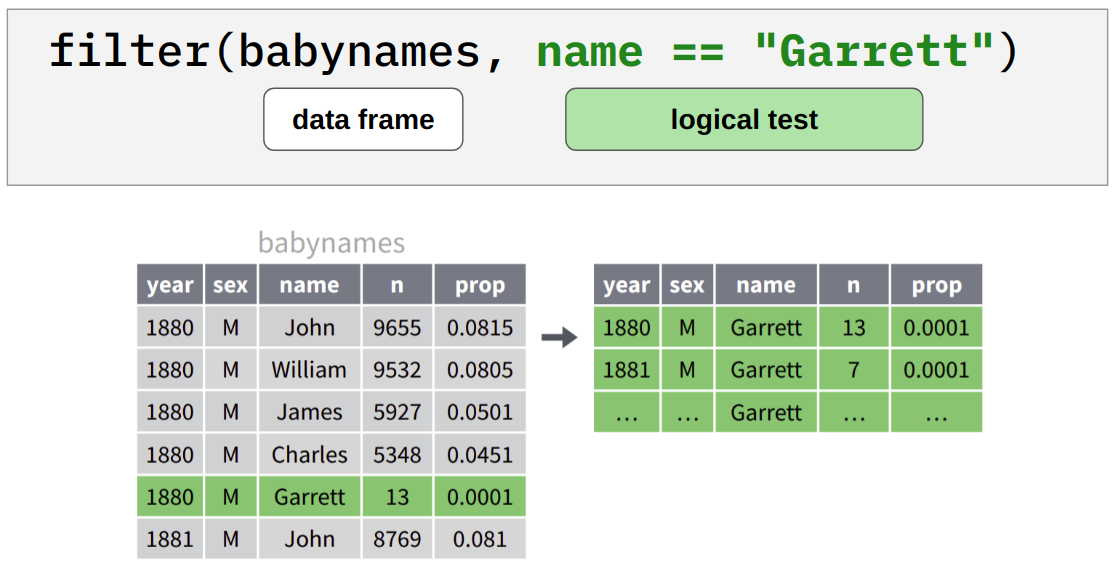 filter(babynames, name == "Garrett")
data frame
logical test
babynames
year sex name n prop
1880 M John 9655 0.0815
1880 M William 9532 0.0805
1880 M James 5927 0.0501
1880 M Charles 5348 0.0451
1880 M Garrett 13 0.0001
1881 M John 8769 0.081
year sex name n prop
1880 M Garrett 13 0.0001
1881 M Garrett 7 0.0001
… … Garrett … …